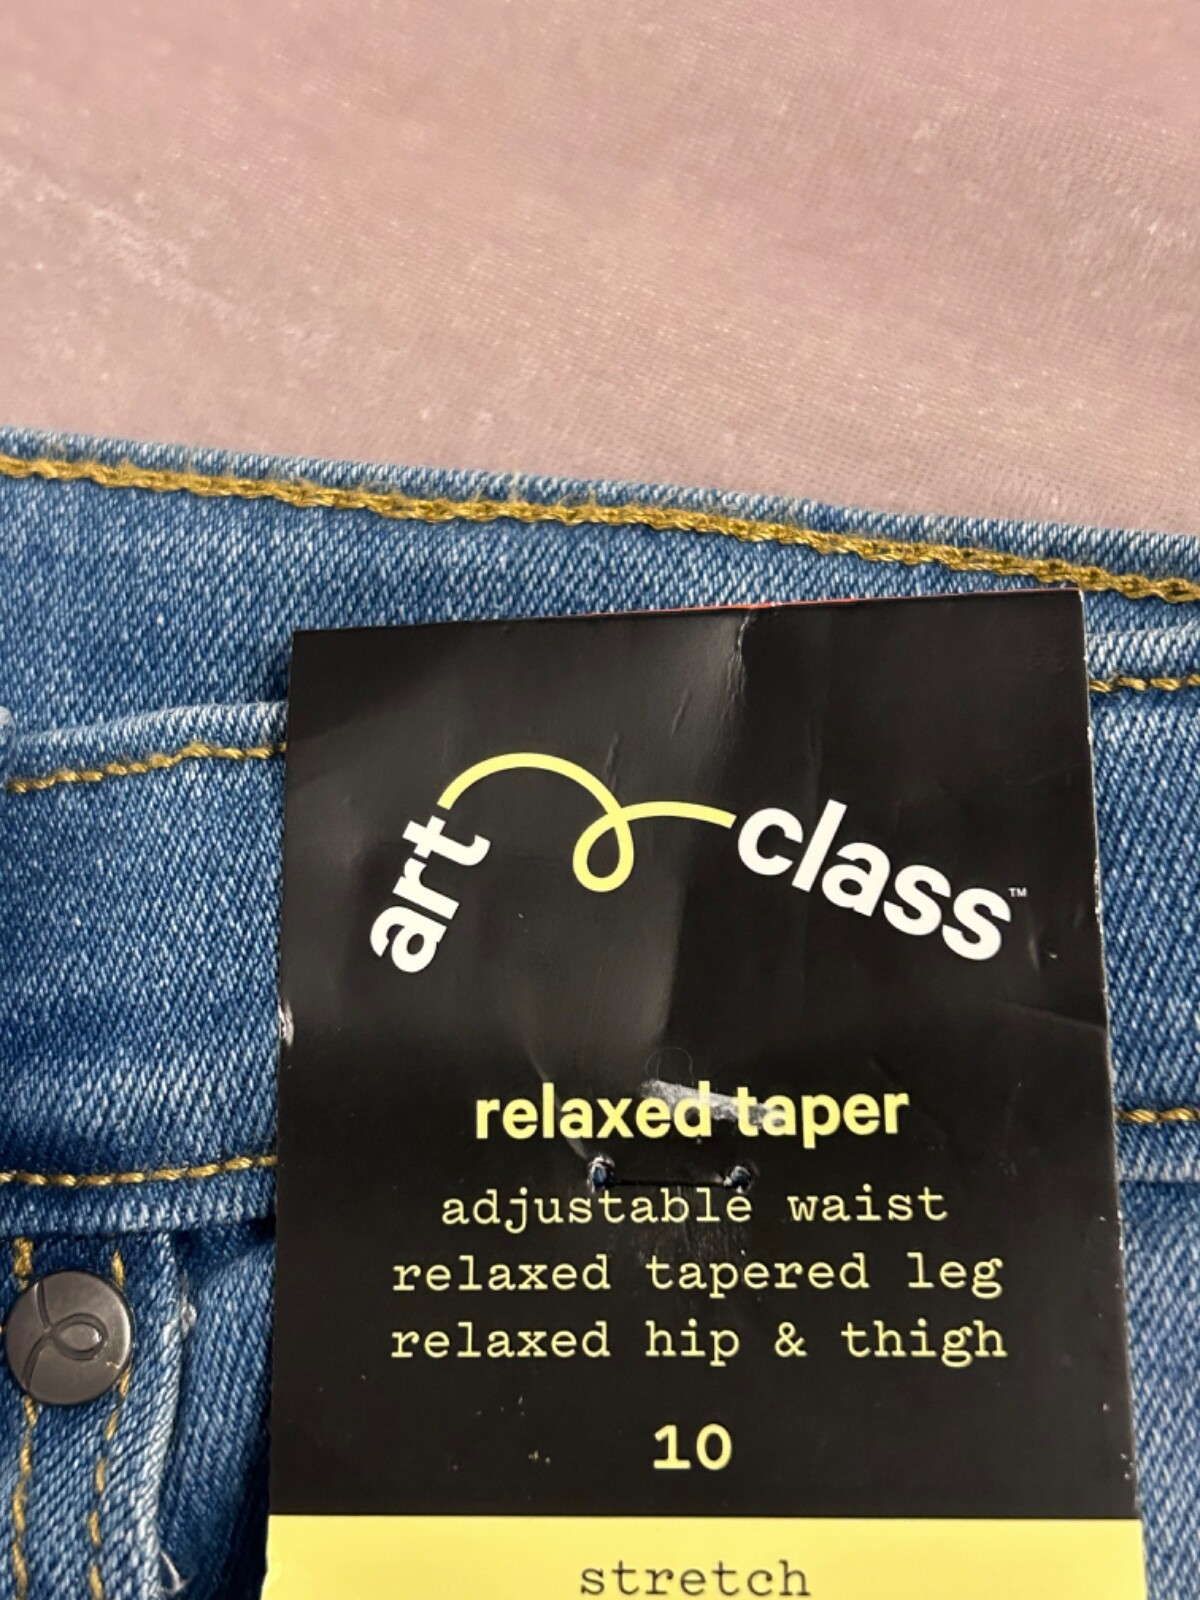 art class™
relaxed taper
adjustable waist
relaxed tapered leg
relaxed hip & thigh
10
stretch